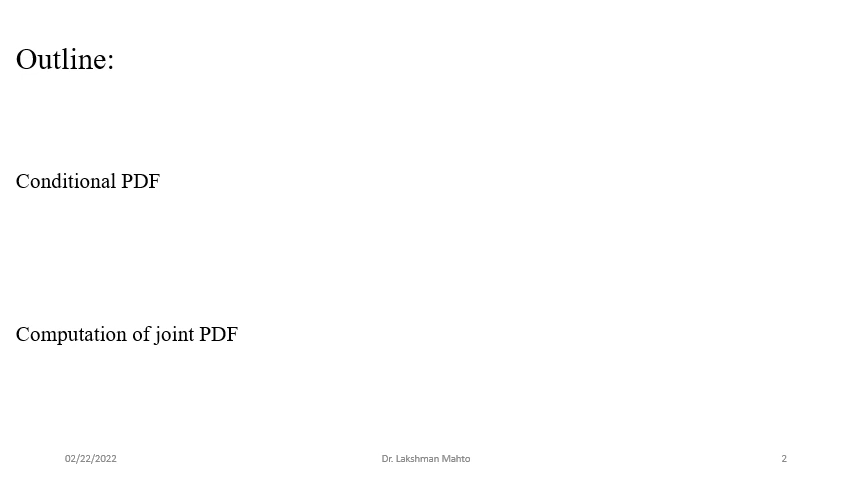 Outline:
Conditional PDF
Computation of joint PDF
02/22/2022
Dr. Lakshman Mahto
2